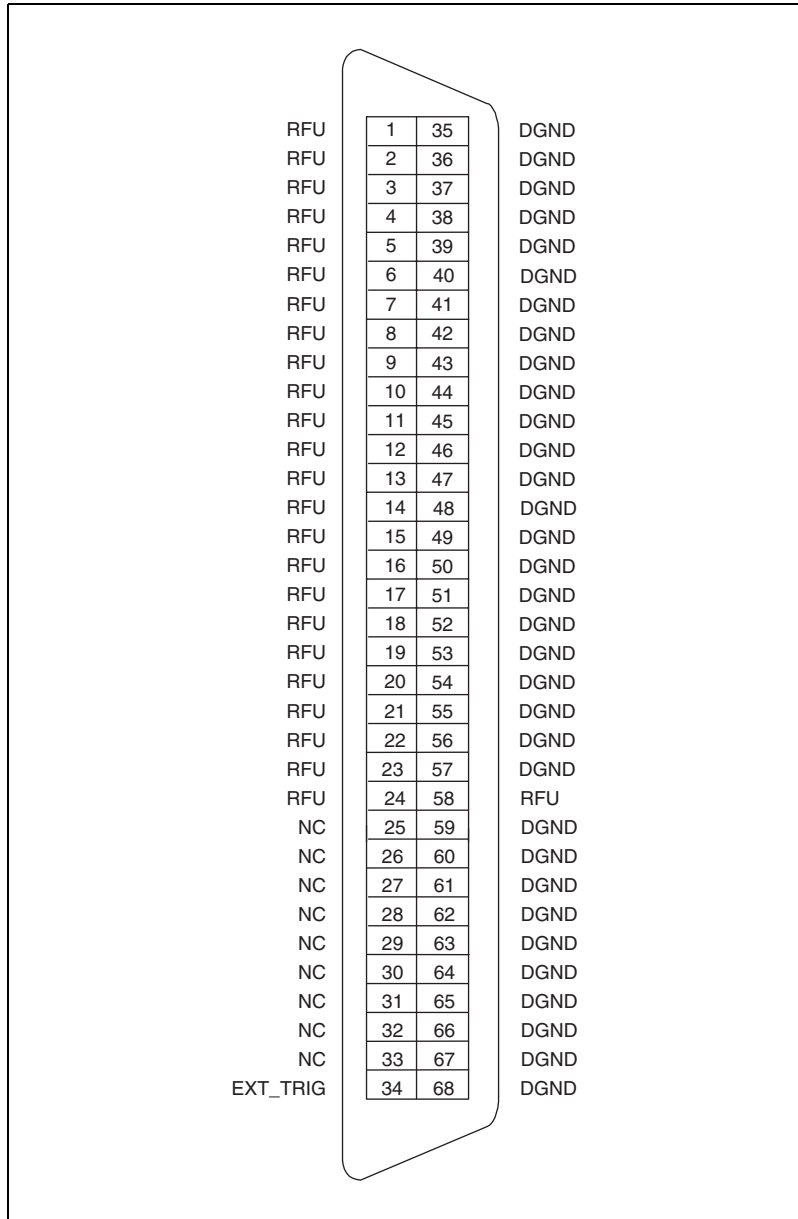 RFU 1 35 DGND
RFU 2 36 DGND
RFU 3 37 DGND
RFU 4 38 DGND
RFU 5 39 DGND
RFU 6 40 DGND
RFU 7 41 DGND
RFU 8 42 DGND
RFU 9 43 DGND
RFU 10 44 DGND
RFU 11 45 DGND
RFU 12 46 DGND
RFU 13 47 DGND
RFU 14 48 DGND
RFU 15 49 DGND
RFU 16 50 DGND
RFU 17 51 DGND
RFU 18 52 DGND
RFU 19 53 DGND
RFU 20 54 DGND
RFU 21 55 DGND
RFU 22 56 DGND
RFU 23 57 DGND
RFU 24 58 RFU
NC 25 59 DGND
NC 26 60 DGND
NC 27 61 DGND
NC 28 62 DGND
NC 29 63 DGND
NC 30 64 DGND
NC 31 65 DGND
NC 32 66 DGND
NC 33 67 DGND
EXT_TRIG 34 68 DGND